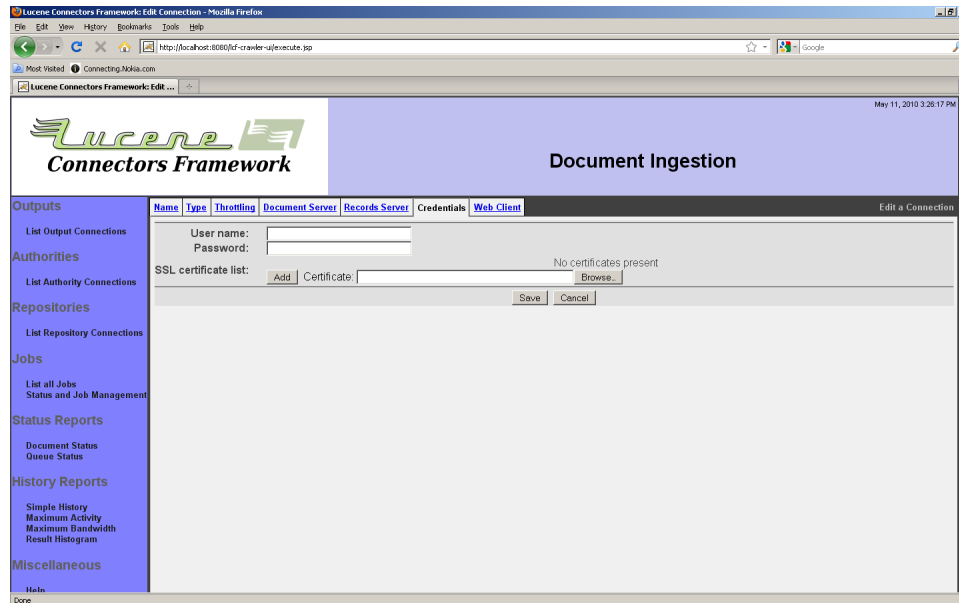 Lucene Connectors Framework: Edit Connection - Mozilla Firefox
File Edit View History Bookmarks Tools Help
http://localhost:8080/lcf-crawler-ui/execute.jsp
Google
Most Visited Connecting.Nokia.com
Lucene Connectors Framework: Edit ...
May 11, 2010 3:26:17 PM
Lucene
Connectors Framework
Document Ingestion
Outputs
List Output Connections
Authorities
List Authority Connections
Repositories
List Repository Connections
Jobs
List all Jobs
Status and Job Management
Status Reports
Document Status
Queue Status
History Reports
Simple History
Maximum Activity
Maximum Bandwidth
Result Histogram
Miscellaneous
Help
Name Type Throttling Document Server Records Server Credentials Web Client
Edit a Connection
User name:
Password:
SSL certificate list:
No certificates present
Add Certificate: Browse..
Save Cancel
Done